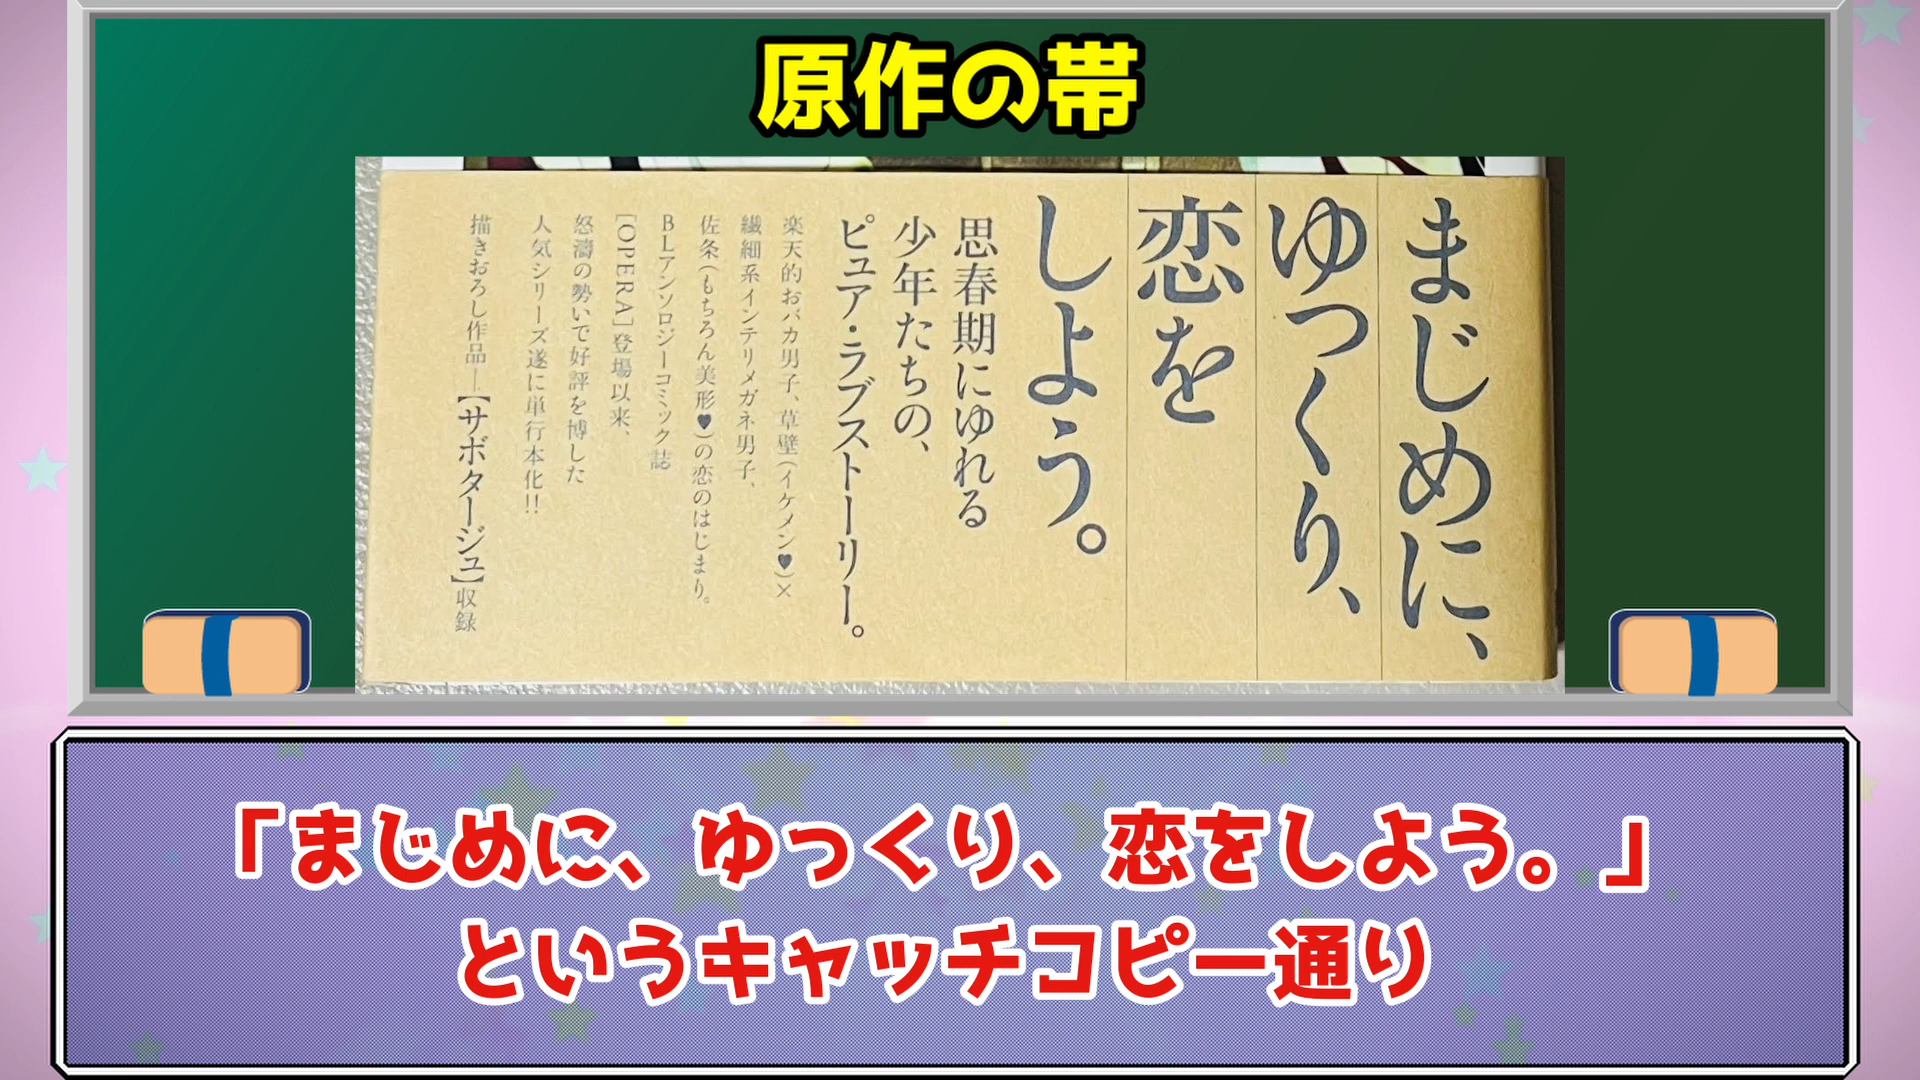 原作の帯
まじめに、
ゆっくり、
恋を
しよう。
思春期にゆれる
少年たちの、
ピュア・ラブストーリー。
楽天的おバカ男子、草壁(イケメン♥)×
繊細系インテリメガネ男子、
佐条(もちろん美形♥)の恋のはじまり。
BLアンソロジーコミック誌
[OPERA]登場以来、
怒濤の勢いで好評を博した
人気シリーズ遂に単行本化!!
描きおろし作品―【サボタージュ】収録
「まじめに、ゆっくり、恋をしよう。」
というキャッチコピー通り